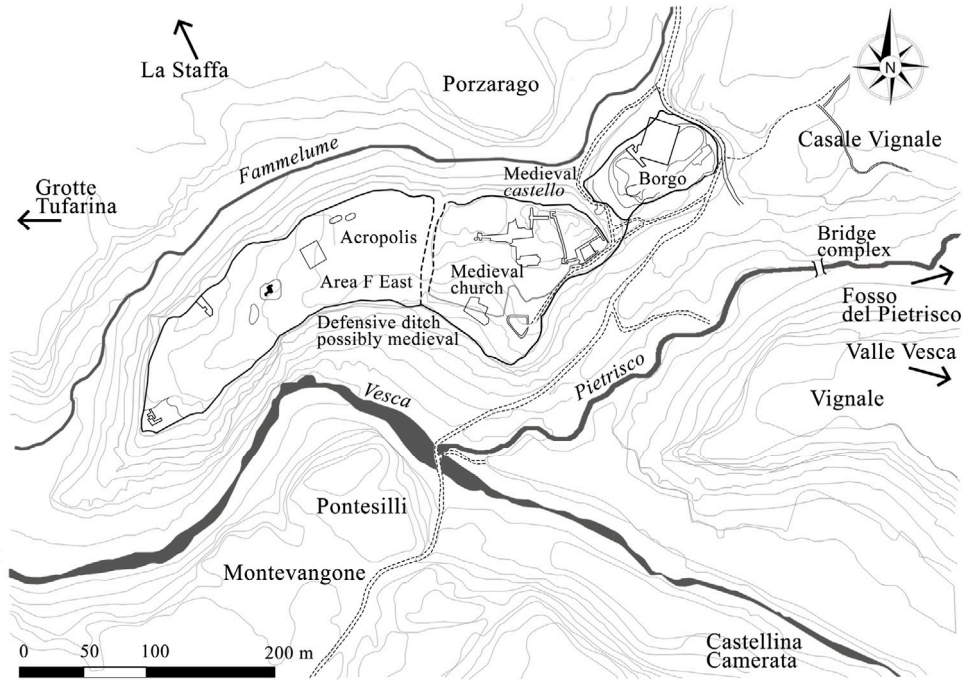 La Staffa
Porzarago
N
Casale Vignale
Fammelume
Medieval
castello
Borgo
Grotte
Tufarina
Acropolis
Bridge
complex
Area F East
Medieval
church
Fosso
del Pietrisco
Defensive ditch
possibly medieval
Valle Vesca
Pietrisco
Vesca
Vignale
Pontesilli
Montevangone
Castellina
Camerata
0 50 100 200 m